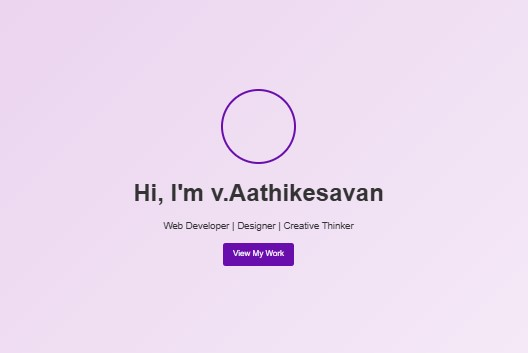 Hi, I'm v.Aathikesavan
Web Developer | Designer | Creative Thinker
View My Work